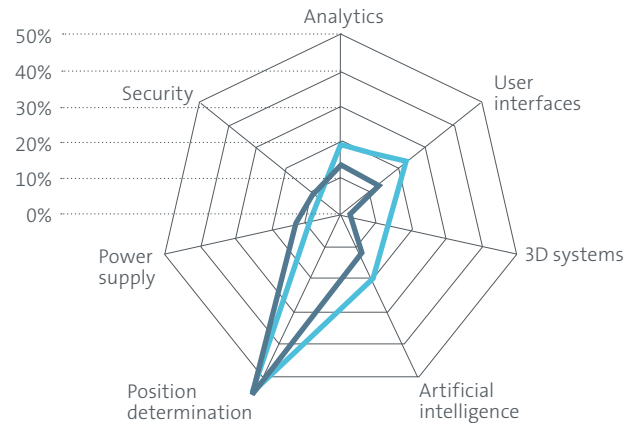 Analytics
50%
40%
30%
20%
10%
0%
Security
User
interfaces
Power
supply
3D systems
Position
determination
Artificial
intelligence